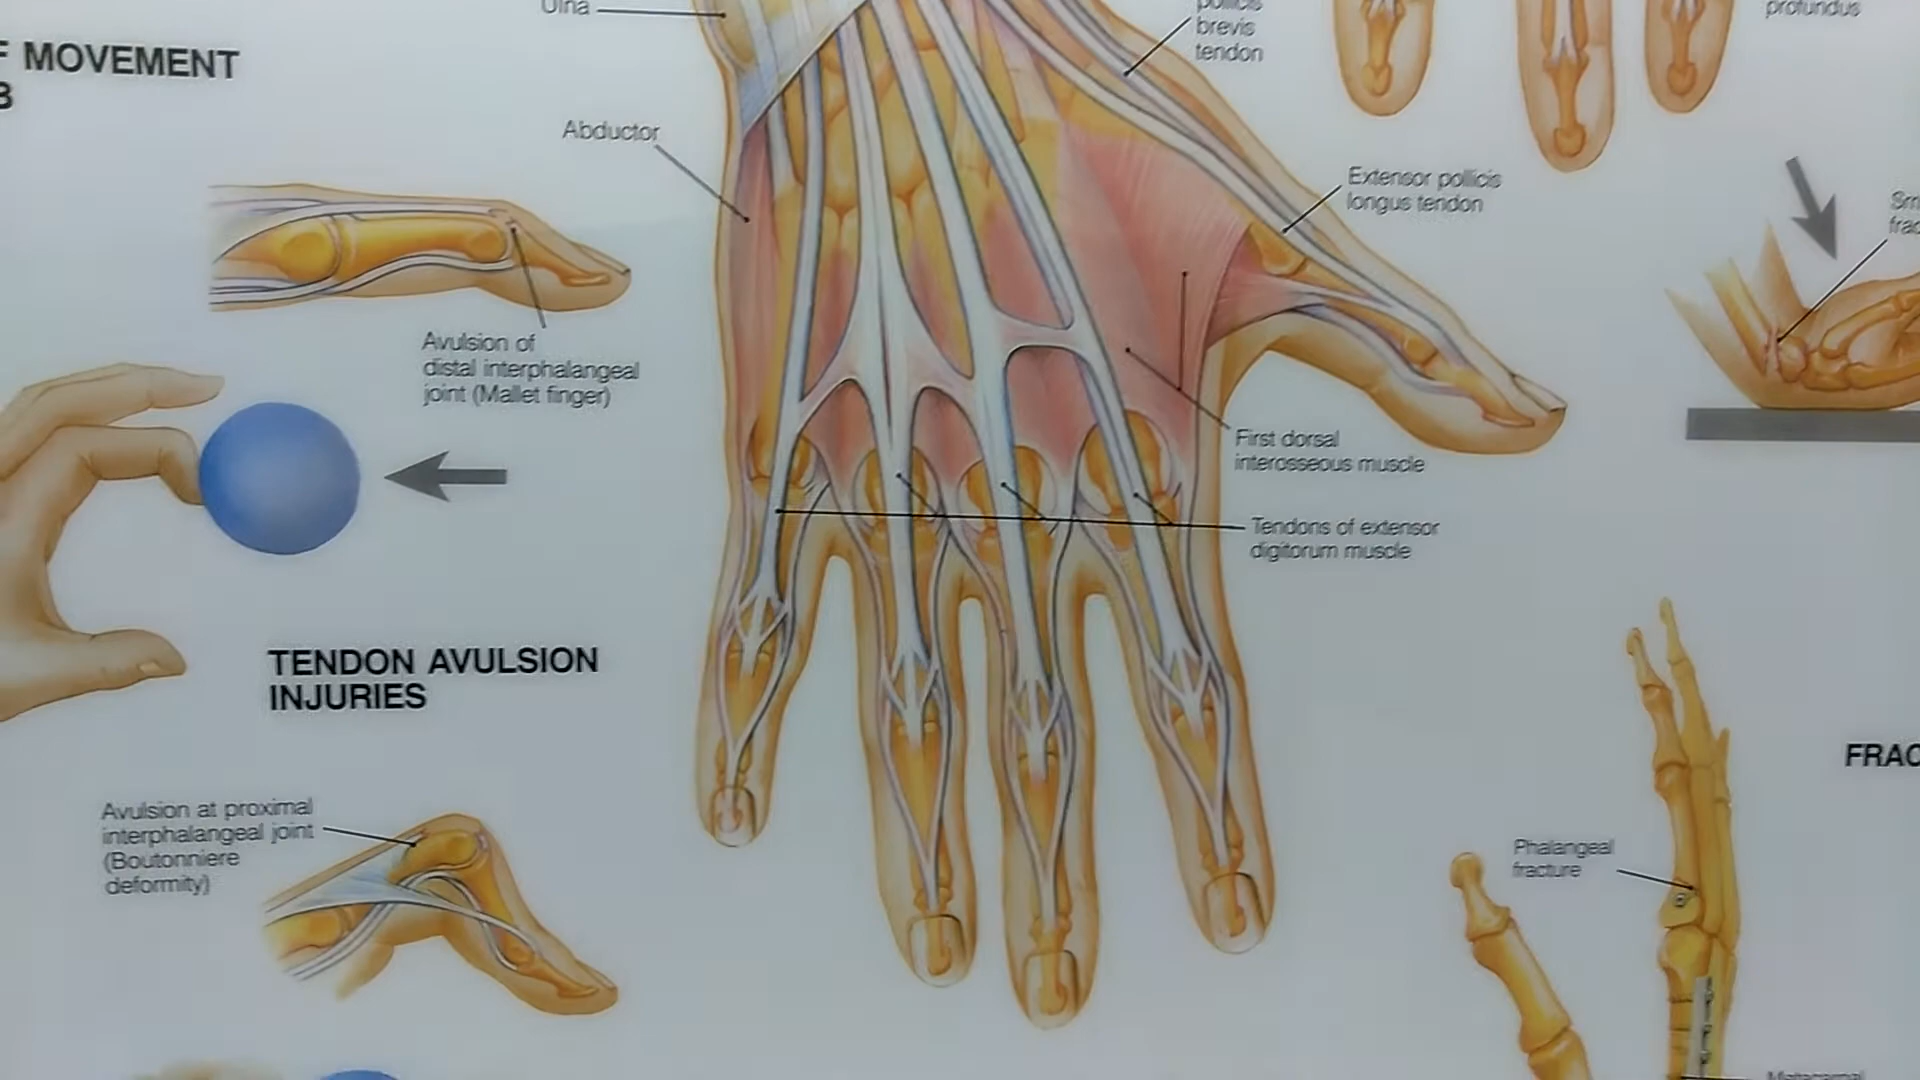 Ulna
pollicis
brevis
tendon
profundus
MOVEMENT
Abductor
Extensor pollicis
longus tendon
Avulsion of
distal interphalangeal
joint (Mallet finger)
First dorsal
interosseous muscle
Tendons of extensor
digitorum muscle
TENDON AVULSION
INJURIES
Avulsion at proximal
interphalangeal joint
(Boutonniere
deformity)
Phalangeal
fracture
Metacarpal